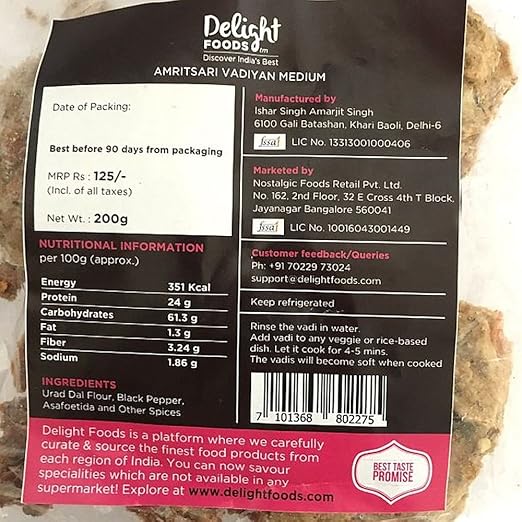 Delight
FOODS tm
Discover India's Best
AMRITSARI VADIYAN MEDIUM
Date of Packing:
Best before 90 days from packaging
MRP Rs : 125/-
(Incl. of all taxes)
Net Wt. : 200g
NUTRITIONAL INFORMATION
per 100g (approx.)
Energy 351 Kcal
Protein 24 g
Carbohydrates 61.3 g
Fat 1.3 g
Fiber 3.24 g
Sodium 1.86 g
INGREDIENTS
Urad Dal Flour, Black Pepper,
Asafoetida and Other Spices
Manufactured by
Ishar Singh Amarjit Singh
6100 Gali Batashan, Khari Baoli, Delhi-6
fssai LIC No. 13313001000406
Marketed by
Nostalgic Foods Retail Pvt. Ltd.
No. 162, 2nd Floor, 32 E Cross 4th T Block,
Jayanagar Bangalore 560041
fssai LIC No. 10016043001449
Customer feedback/Queries
Ph: +91 70229 73024
support@delightfoods.com
Keep refrigerated
Rinse the vadi in water.
Add vadi to any veggie or rice-based
dish. Let it cook for 4-5 mins.
The vadis will become soft when cooked
7 101368 802275
Delight Foods is a platform where we carefully
curate & source the finest food products from
each region of India. You can now savour
specialities which are not available in any
supermarket! Explore at www.delightfoods.com
BEST TASTE
PROMISE